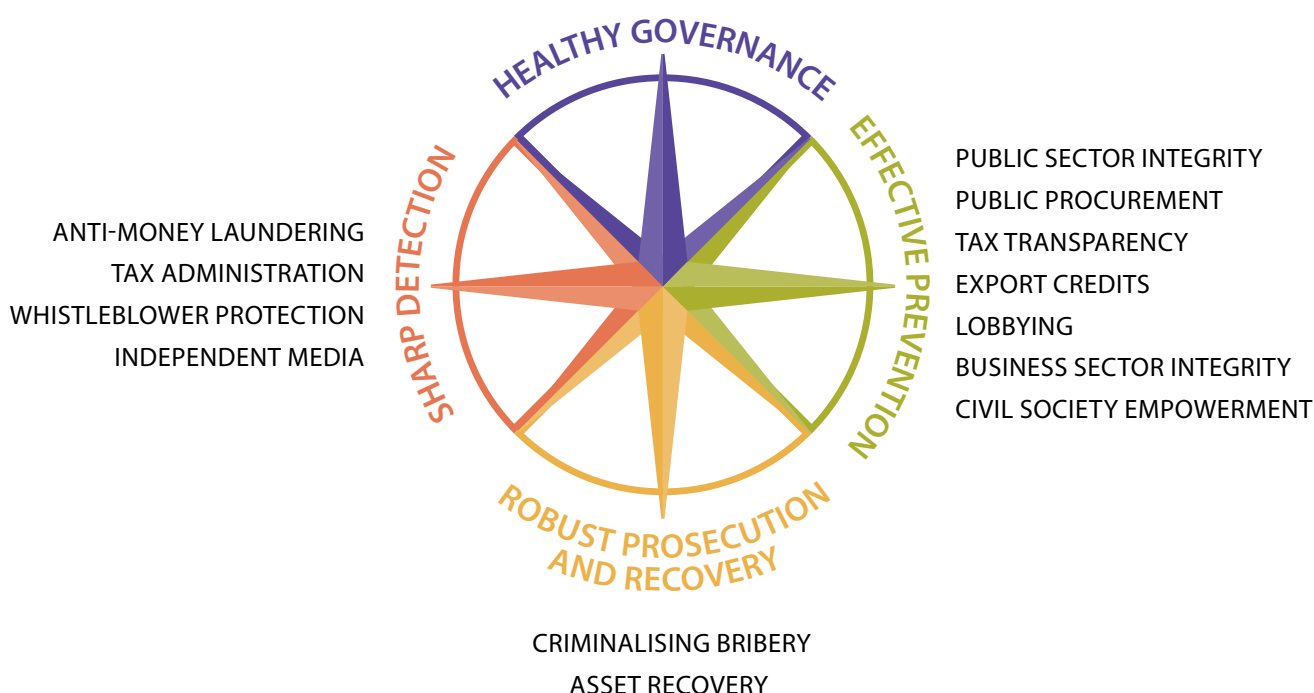 HEALTHY GOVERNANCE
EFFECTIVE PREVENTION
PUBLIC SECTOR INTEGRITY
PUBLIC PROCUREMENT
TAX TRANSPARENCY
EXPORT CREDITS
LOBBYING
BUSINESS SECTOR INTEGRITY
CIVIL SOCIETY EMPOWERMENT
SHARP DETECTION
ANTI-MONEY LAUNDERING
TAX ADMINISTRATION
WHISTLEBLOWER PROTECTION
INDEPENDENT MEDIA
ROBUST PROSECUTION
AND RECOVERY
CRIMINALISING BRIBERY
ASSET RECOVERY